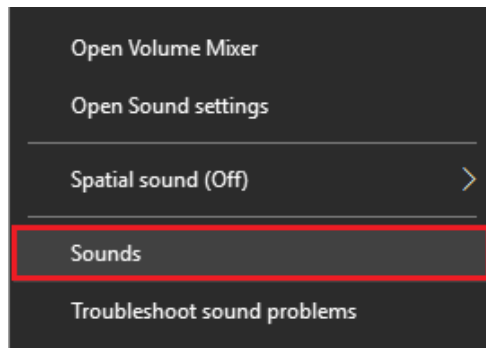 Open Volume Mixer
Open Sound settings
Spatial sound (Off)
Sounds
Troubleshoot sound problems